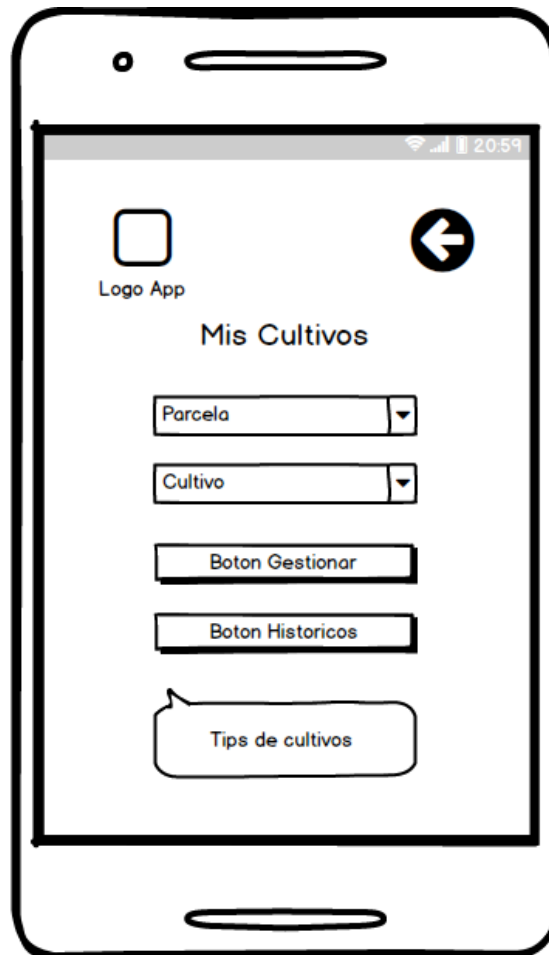 20:59
Logo App
Mis Cultivos
Parcela
Cultivo
Boton Gestionar
Boton Historicos
Tips de cultivos